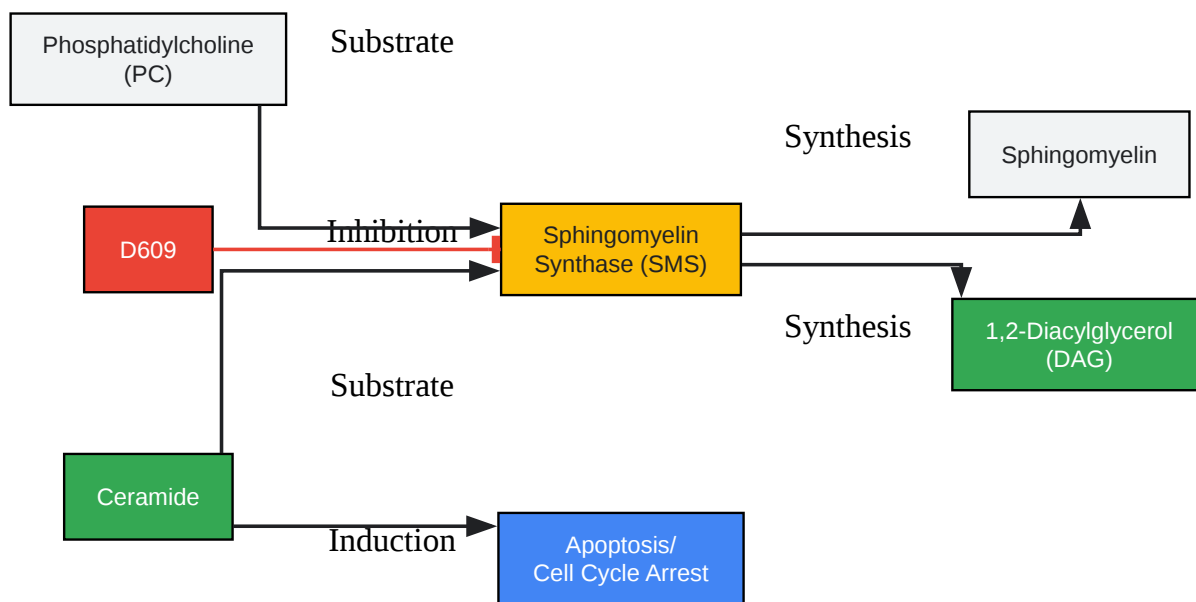 Phosphatidylcholine
(PC)
Substrate
Synthesis
Sphingomyelin
D609
Inhibition
Sphingomyelin
Synthase (SMS)
Synthesis
1,2-Diacylglycerol
(DAG)
Substrate
Ceramide
Induction
Apoptosis/
Cell Cycle Arrest